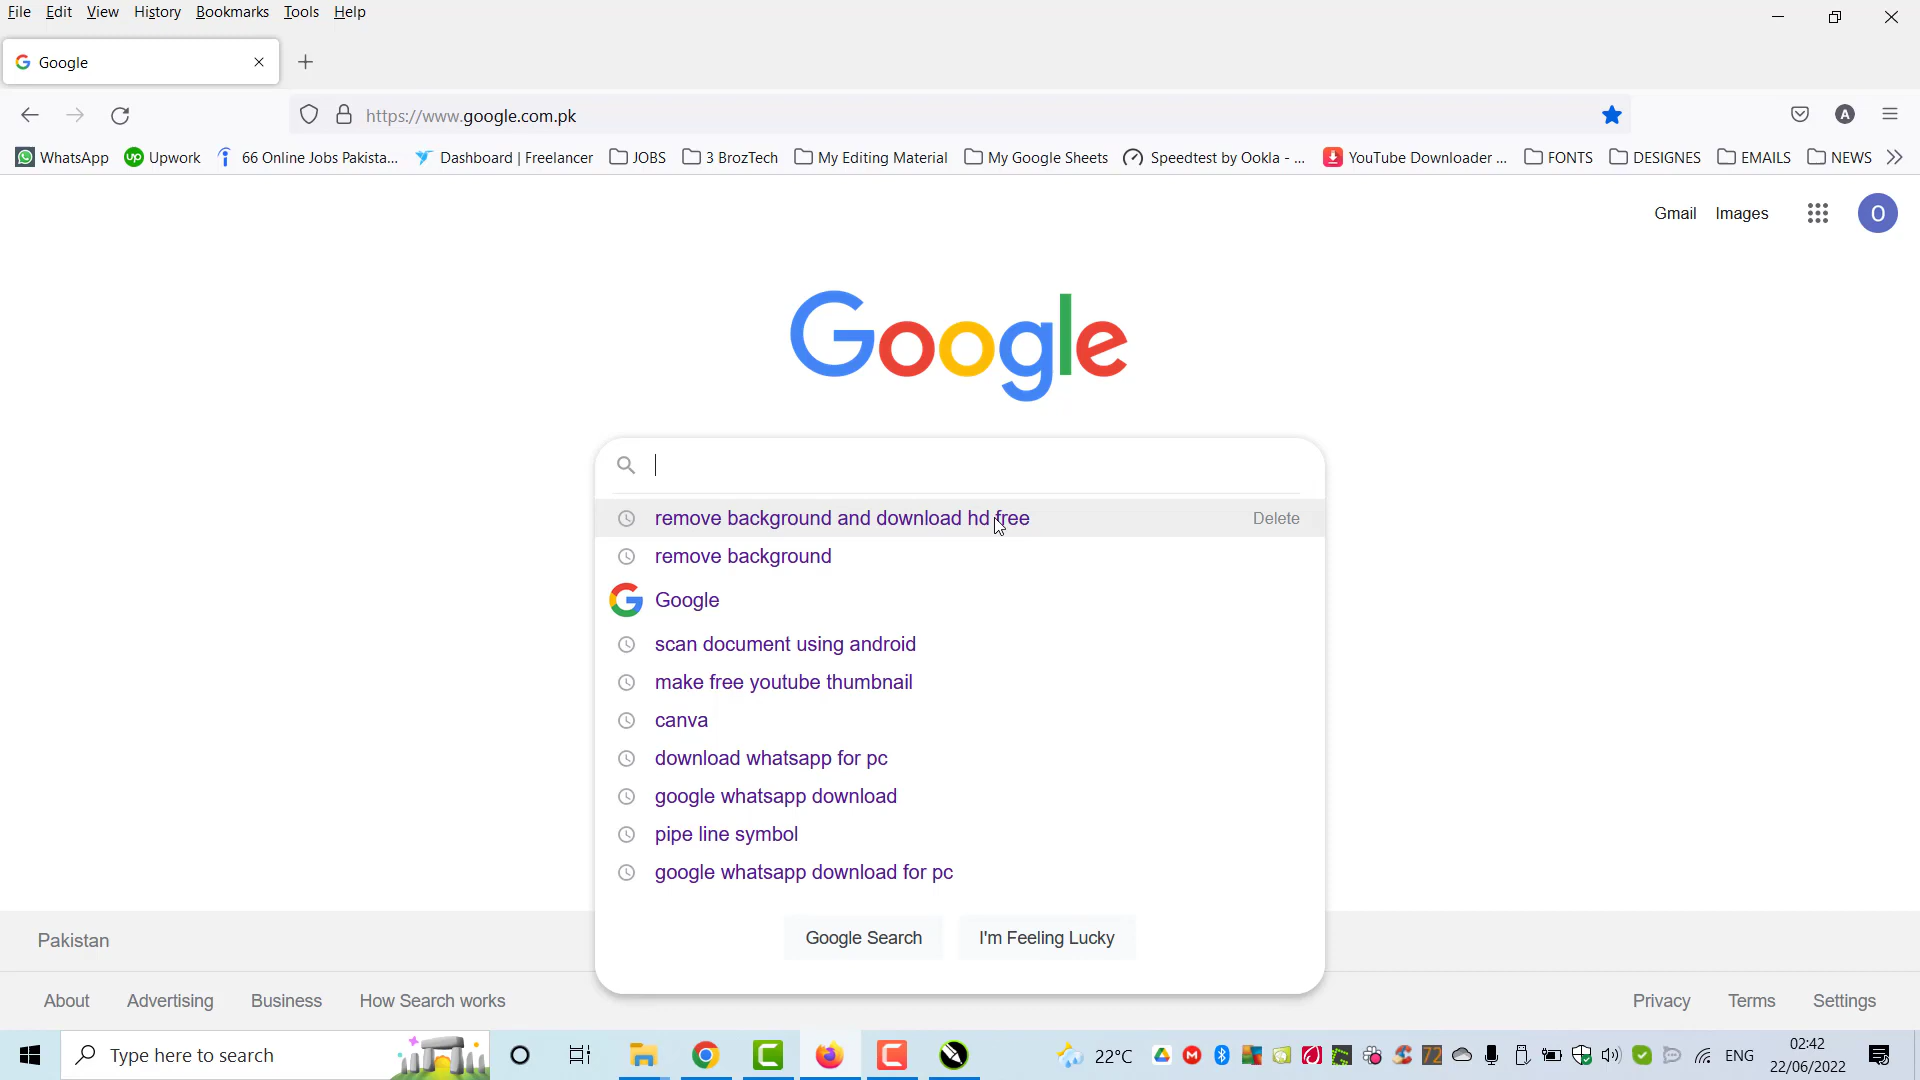 File Edit View History Bookmarks Tools Help
Google
https://www.google.com.pk
A
WhatsApp Upwork 66 Online Jobs Pakista... Dashboard | Freelancer JOBS 3 BrozTech My Editing Material My Google Sheets Speedtest by Ookla - ... YouTube Downloader ... FONTS DESIGNES EMAILS NEWS
Gmail Images O
Google
remove background and download hd free Delete
remove background
Google
scan document using android
make free youtube thumbnail
canva
download whatsapp for pc
google whatsapp download
pipe line symbol
google whatsapp download for pc
Google Search I'm Feeling Lucky
Pakistan
About Advertising Business How Search works Privacy Terms Settings
Type here to search 22°C 72 ENG 02:42
22/06/2022